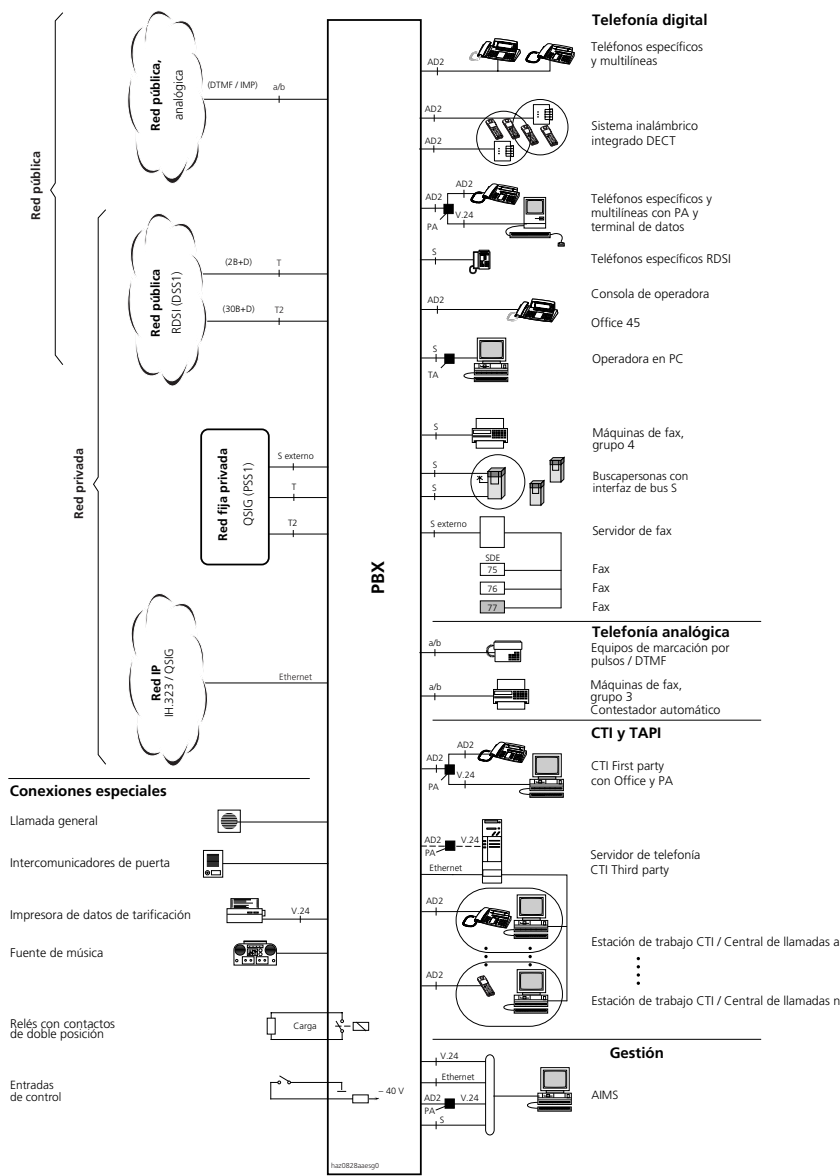 Red pública
Red privada
Red pública,
analógica
(DTMF / IMP)
a/b
Red pública
RDSI (DSS1)
(2B+D)
T
(30B+D)
T2
Red fija privada
QSIG (PSS1)
S externo
T
T2
Red IP
IH.323 / QSIG
Ethernet
Conexiones especiales
Llamada general
Intercomunicadores de puerta
Impresora de datos de tarificación
V.24
Fuente de música
Relés con contactos
de doble posición
Carga
Entradas
de control
– 40 V
PBX
haz0828aaesg0
Telefonía digital
AD2
Teléfonos específicos
y multilíneas
AD2
AD2
Sistema inalámbrico
integrado DECT
AD2
AD2
PA
V.24
Teléfonos específicos y
multilíneas con PA y
terminal de datos
S
Teléfonos específicos RDSI
AD2
Consola de operadora
Office 45
S
TA
Operadora en PC
S
Máquinas de fax,
grupo 4
S
S
Buscapersonas con
interfaz de bus S
S externo
Servidor de fax
SDE
75
Fax
76
Fax
77
Fax
Telefonía analógica
a/b
Equipos de marcación por
pulsos / DTMF
a/b
Máquinas de fax,
grupo 3
Contestador automático
CTI y TAPI
AD2
AD2
PA
V.24
CTI First party
con Office y PA
AD2
PA
V.24
Ethernet
Servidor de telefonía
CTI Third party
AD2
Estación de trabajo CTI / Central de llamadas a
AD2
Estación de trabajo CTI / Central de llamadas n
Gestión
V.24
Ethernet
AD2
PA
V.24
S
AIMS